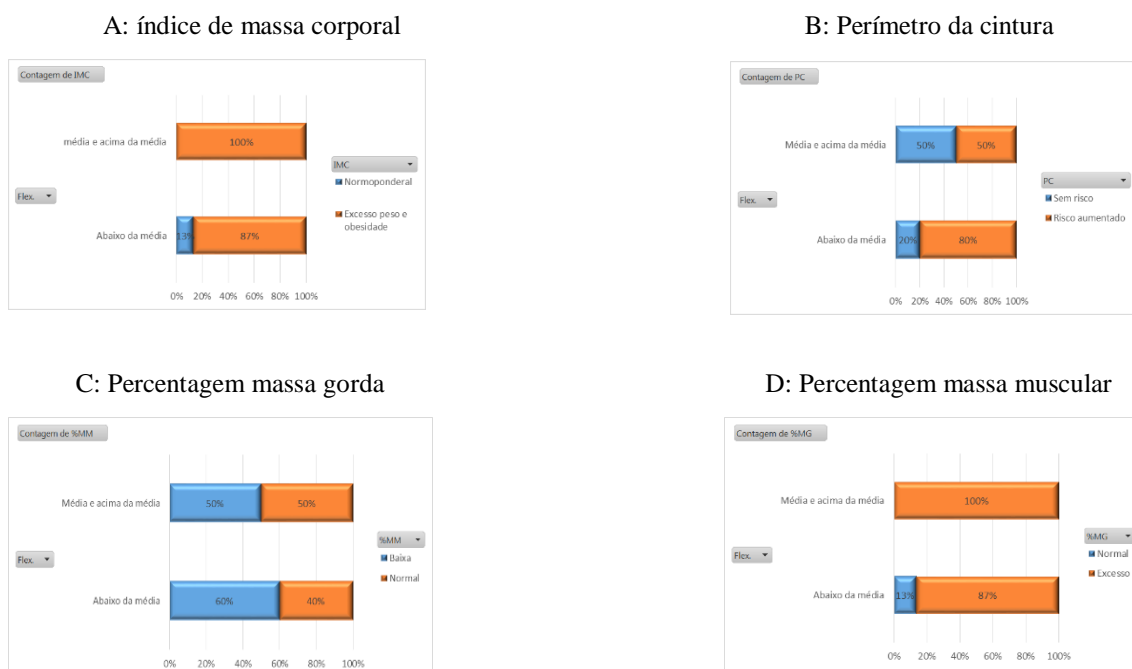 A: índice de massa corporal
Contagem de IMC
média e acima da média
100%
IMC
Normoponderal
Excesso peso e
obesidade
Flex.
Abaixo da média
13%
87%
0% 20% 40% 60% 80% 100%
B: Perímetro da cintura
Contagem de PC
Média e acima da média
50%
50%
PC
Sem risco
Risco aumentado
Flex.
Abaixo da média
20%
80%
0% 20% 40% 60% 80% 100%
C: Percentagem massa gorda
Contagem de %MM
Média e acima da média
50%
50%
%MM
Baixa
Normal
Flex.
Abaixo da média
60%
40%
0% 20% 40% 60% 80% 100%
D: Percentagem massa muscular
Contagem de %MG
Média e acima da média
100%
%MG
Normal
Excesso
Flex.
Abaixo da média
13%
87%
0% 20% 40% 60% 80% 100%